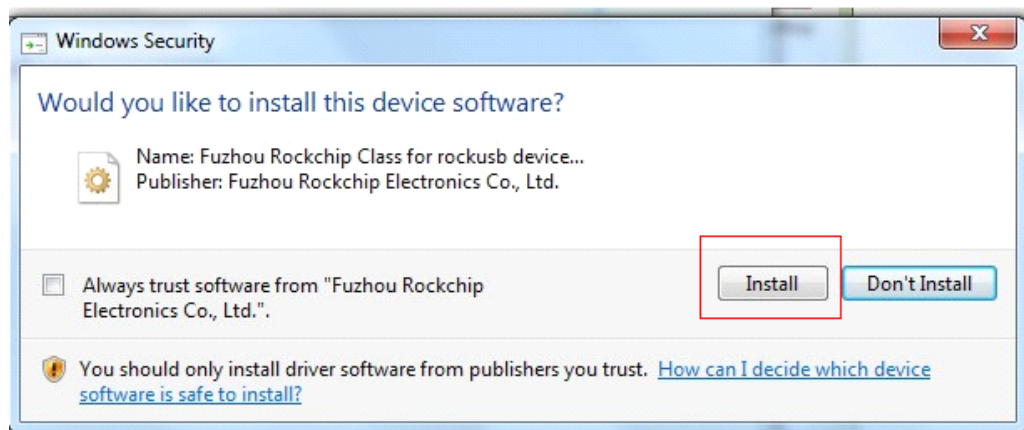 Windows Security
X
Would you like to install this device software?
Name: Fuzhou Rockchip Class for rockusb device...
Publisher: Fuzhou Rockchip Electronics Co., Ltd.
Always trust software from "Fuzhou Rockchip
Electronics Co., Ltd.".
Install
Don't Install
You should only install driver software from publishers you trust. How can I decide which device
software is safe to install?